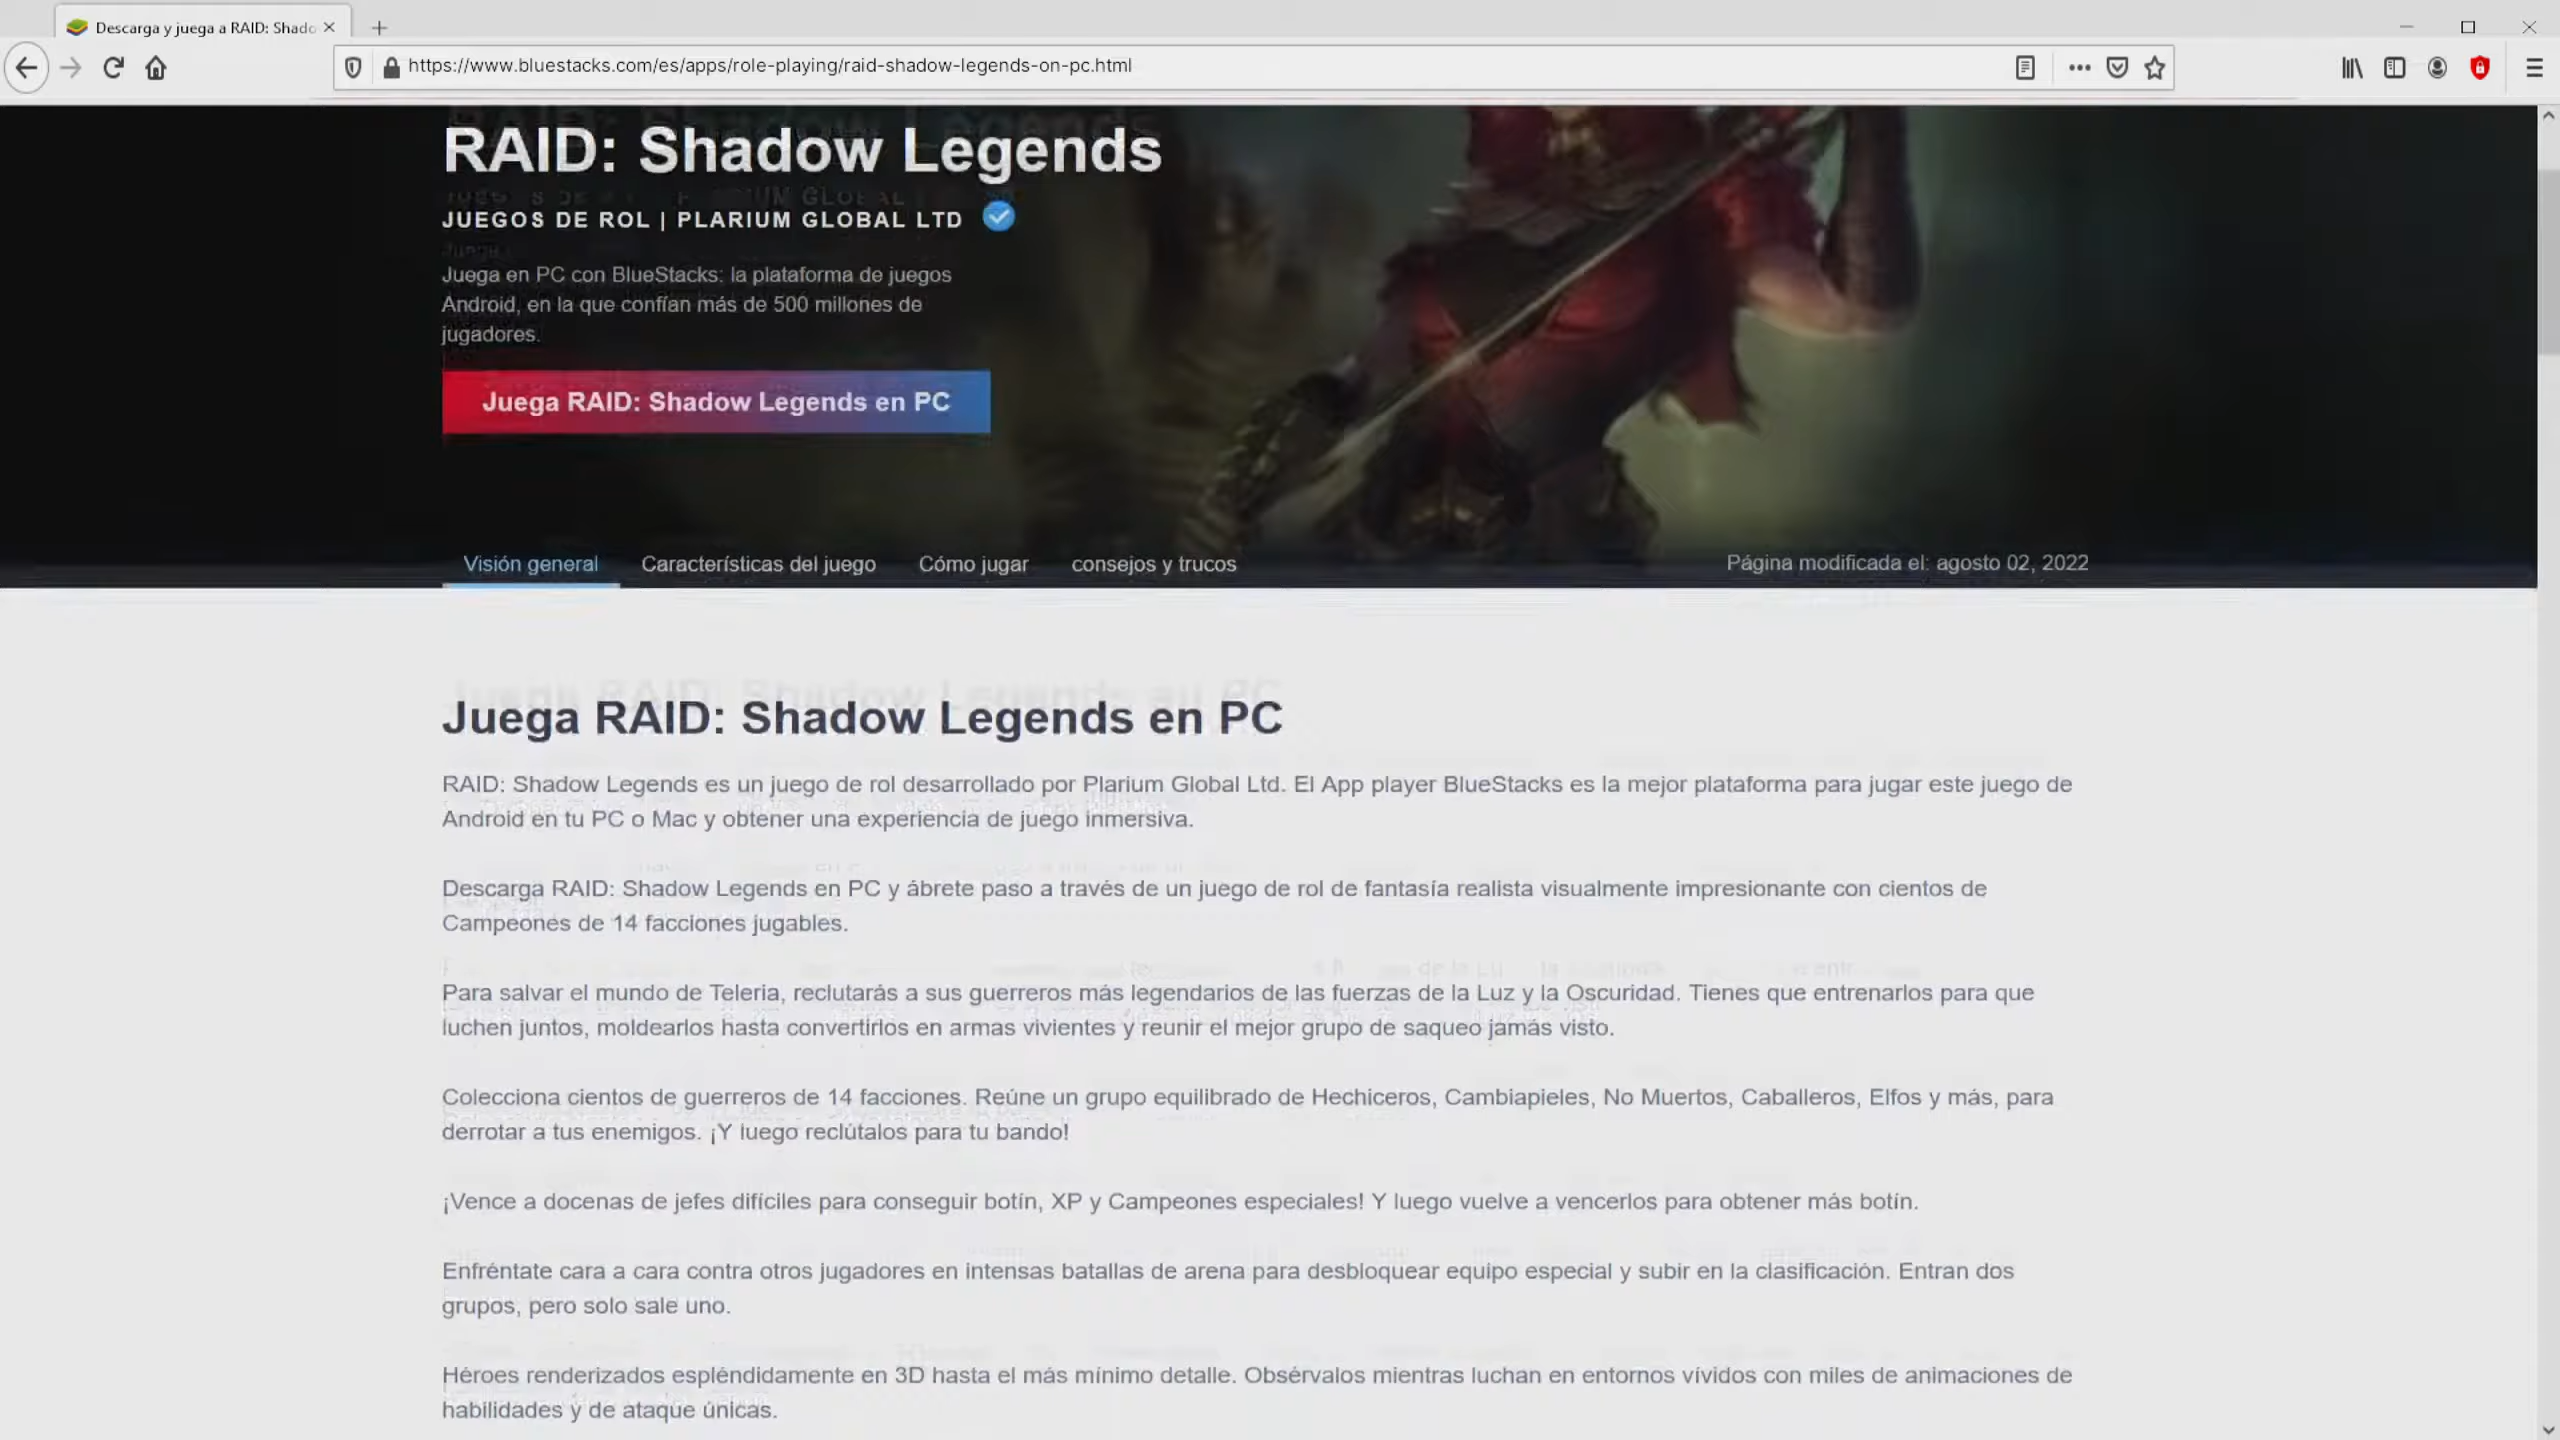 Descarga y juega a RAID: Shado
https://www.bluestacks.com/es/apps/role-playing/raid-shadow-legends-on-pc.html
RAID: Shadow Legends
JUEGOS DE ROL | PLARIUM GLOBAL LTD
Juega en PC con BlueStacks: la plataforma de juegos
Android, en la que confían más de 500 millones de
jugadores.
Juega RAID: Shadow Legends en PC
Visión general Características del juego Cómo jugar consejos y trucos Página modificada el: agosto 02, 2022
Juega RAID: Shadow Legends en PC
RAID: Shadow Legends es un juego de rol desarrollado por Plarium Global Ltd. El App player BlueStacks es la mejor plataforma para jugar este juego de
Android en tu PC o Mac y obtener una experiencia de juego inmersiva.
Descarga RAID: Shadow Legends en PC y ábrete paso a través de un juego de rol de fantasía realista visualmente impresionante con cientos de
Campeones de 14 facciones jugables.
Para salvar el mundo de Teleria, reclutarás a sus guerreros más legendarios de las fuerzas de la Luz y la Oscuridad. Tienes que entrenarlos para que
luchen juntos, moldearlos hasta convertirlos en armas vivientes y reunir el mejor grupo de saqueo jamás visto.
Colecciona cientos de guerreros de 14 facciones. Reúne un grupo equilibrado de Hechiceros, Cambiapieles, No Muertos, Caballeros, Elfos y más, para
derrotar a tus enemigos. ¡Y luego reclútalos para tu bando!
¡Vence a docenas de jefes difíciles para conseguir botín, XP y Campeones especiales! Y luego vuelve a vencerlos para obtener más botín.
Enfréntate cara a cara contra otros jugadores en intensas batallas de arena para desbloquear equipo especial y subir en la clasificación. Entran dos
grupos, pero solo sale uno.
Héroes renderizados espléndidamente en 3D hasta el más mínimo detalle. Obsérvalos mientras luchan en entornos vívidos con miles de animaciones de
habilidades y de ataque únicas.